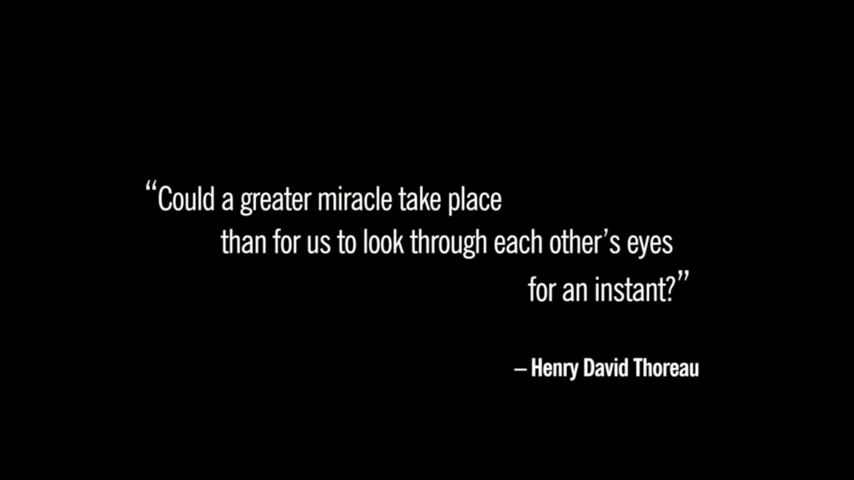 “Could a greater miracle take place
than for us to look through each other’s eyes
for an instant?”
– Henry David Thoreau